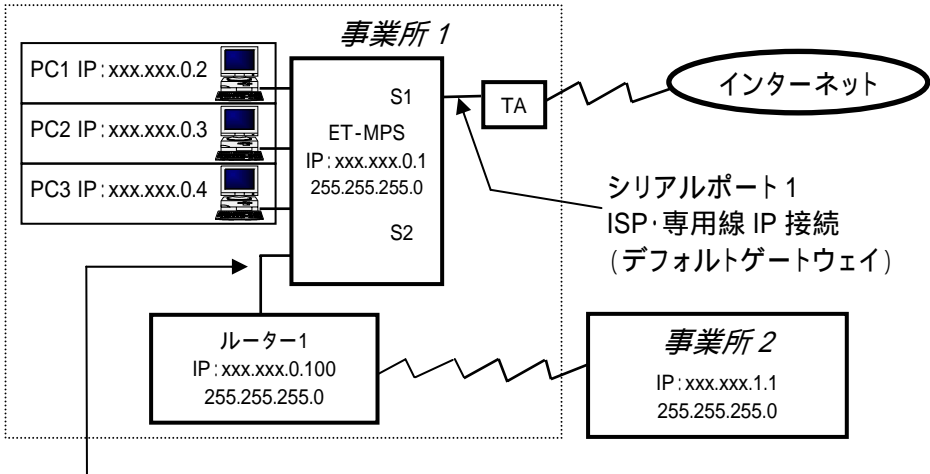 事業所 1
PC1 IP:xxx.xxx.0.2
PC2 IP:xxx.xxx.0.3
PC3 IP:xxx.xxx.0.4
S1
ET-MPS
IP:xxx.xxx.0.1
255.255.255.0
S2
TA
インターネット
シリアルポート1
ISP・専用線 IP 接続
(デフォルトゲートウェイ)
ルーター1
IP:xxx.xxx.0.100
255.255.255.0
事業所 2
IP:xxx.xxx.1.1
255.255.255.0